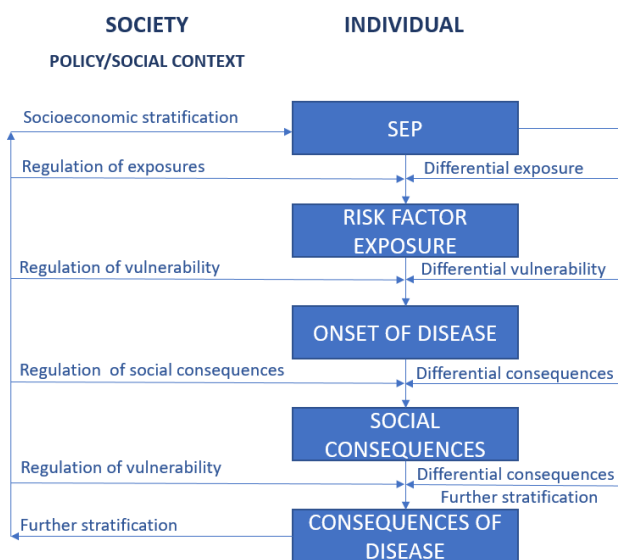 SOCIETY INDIVIDUAL
POLICY/SOCIAL CONTEXT
Socioeconomic stratification
SEP
Regulation of exposures
Differential exposure
RISK FACTOR
EXPOSURE
Regulation of vulnerability
Differential vulnerability
ONSET OF DISEASE
Regulation of social consequences
Differential consequences
SOCIAL
CONSEQUENCES
Regulation of vulnerability
Differential consequences
Further stratification
Further stratification
CONSEQUENCES OF
DISEASE